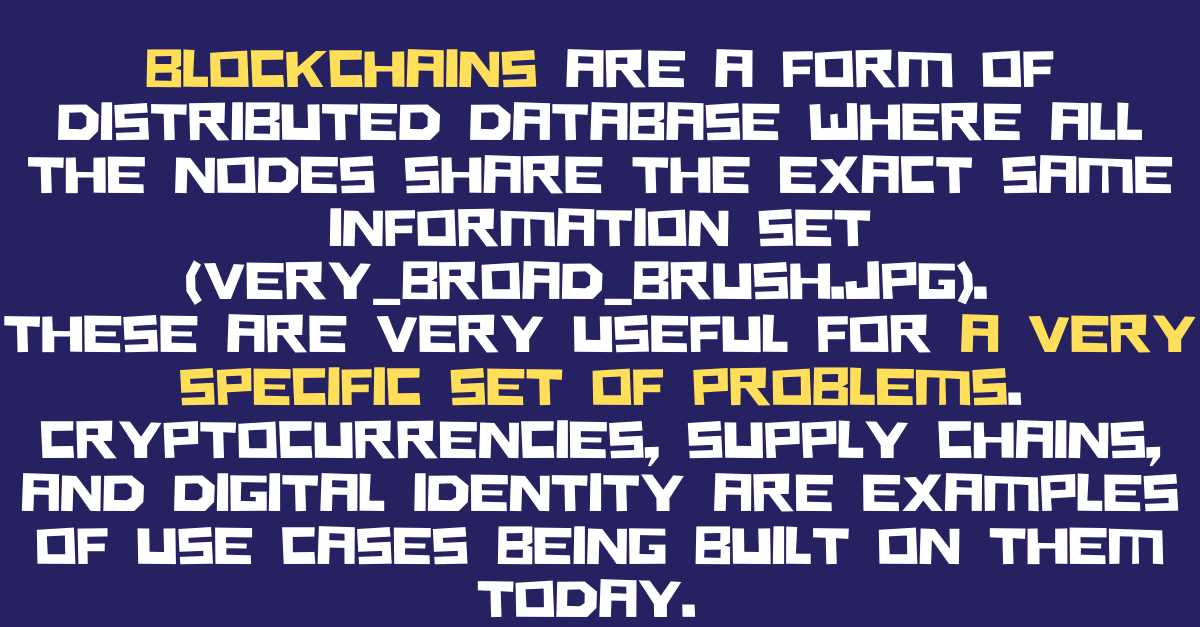 BLOCKCHAINS ARE A FORM OF
DISTRIBUTED DATABASE WHERE ALL
THE NODES SHARE THE EXACT SAME
INFORMATION SET
(VERY_BROAD_BRUSH.JPG).
THESE ARE VERY USEFUL FOR A VERY
SPECIFIC SET OF PROBLEMS.
CRYPTOCURRENCIES, SUPPLY CHAINS,
AND DIGITAL IDENTITY ARE EXAMPLES
OF USE CASES BEING BUILT ON THEM
TODAY.